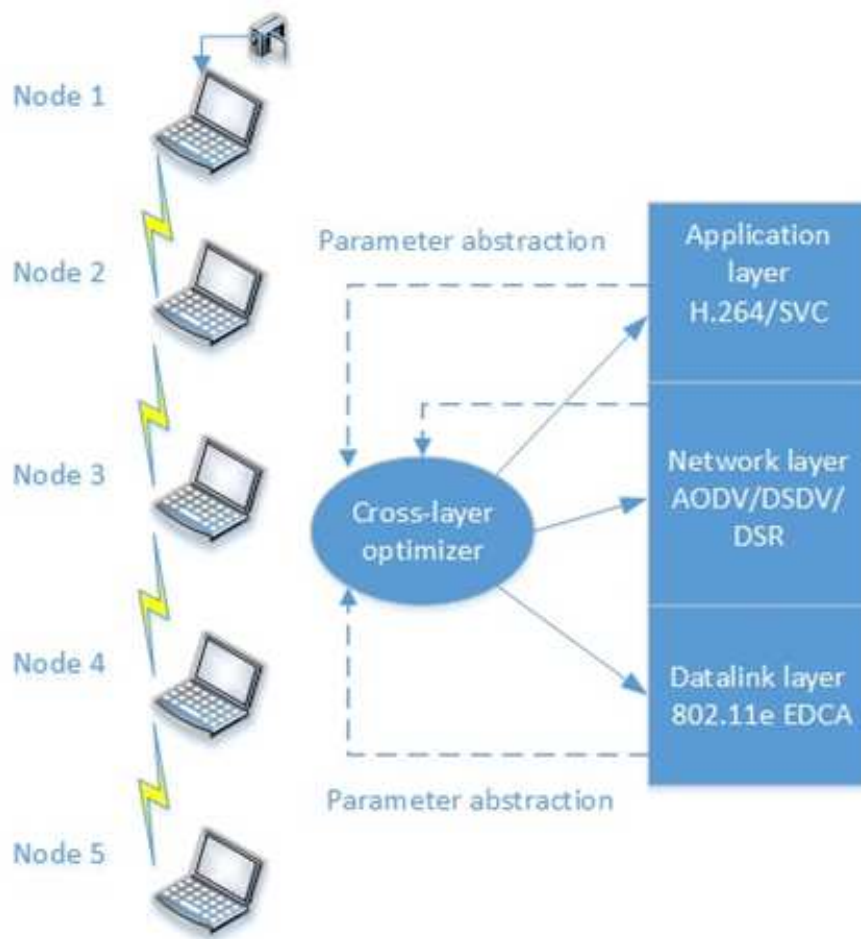 Node 1
Node 2
Node 3
Node 4
Node 5
Parameter abstraction
Cross-layer
optimizer
Parameter abstraction
Application
layer
H.264/SVC
Network layer
AODV/DSDV/
DSR
Datalink layer
802.11e EDCA